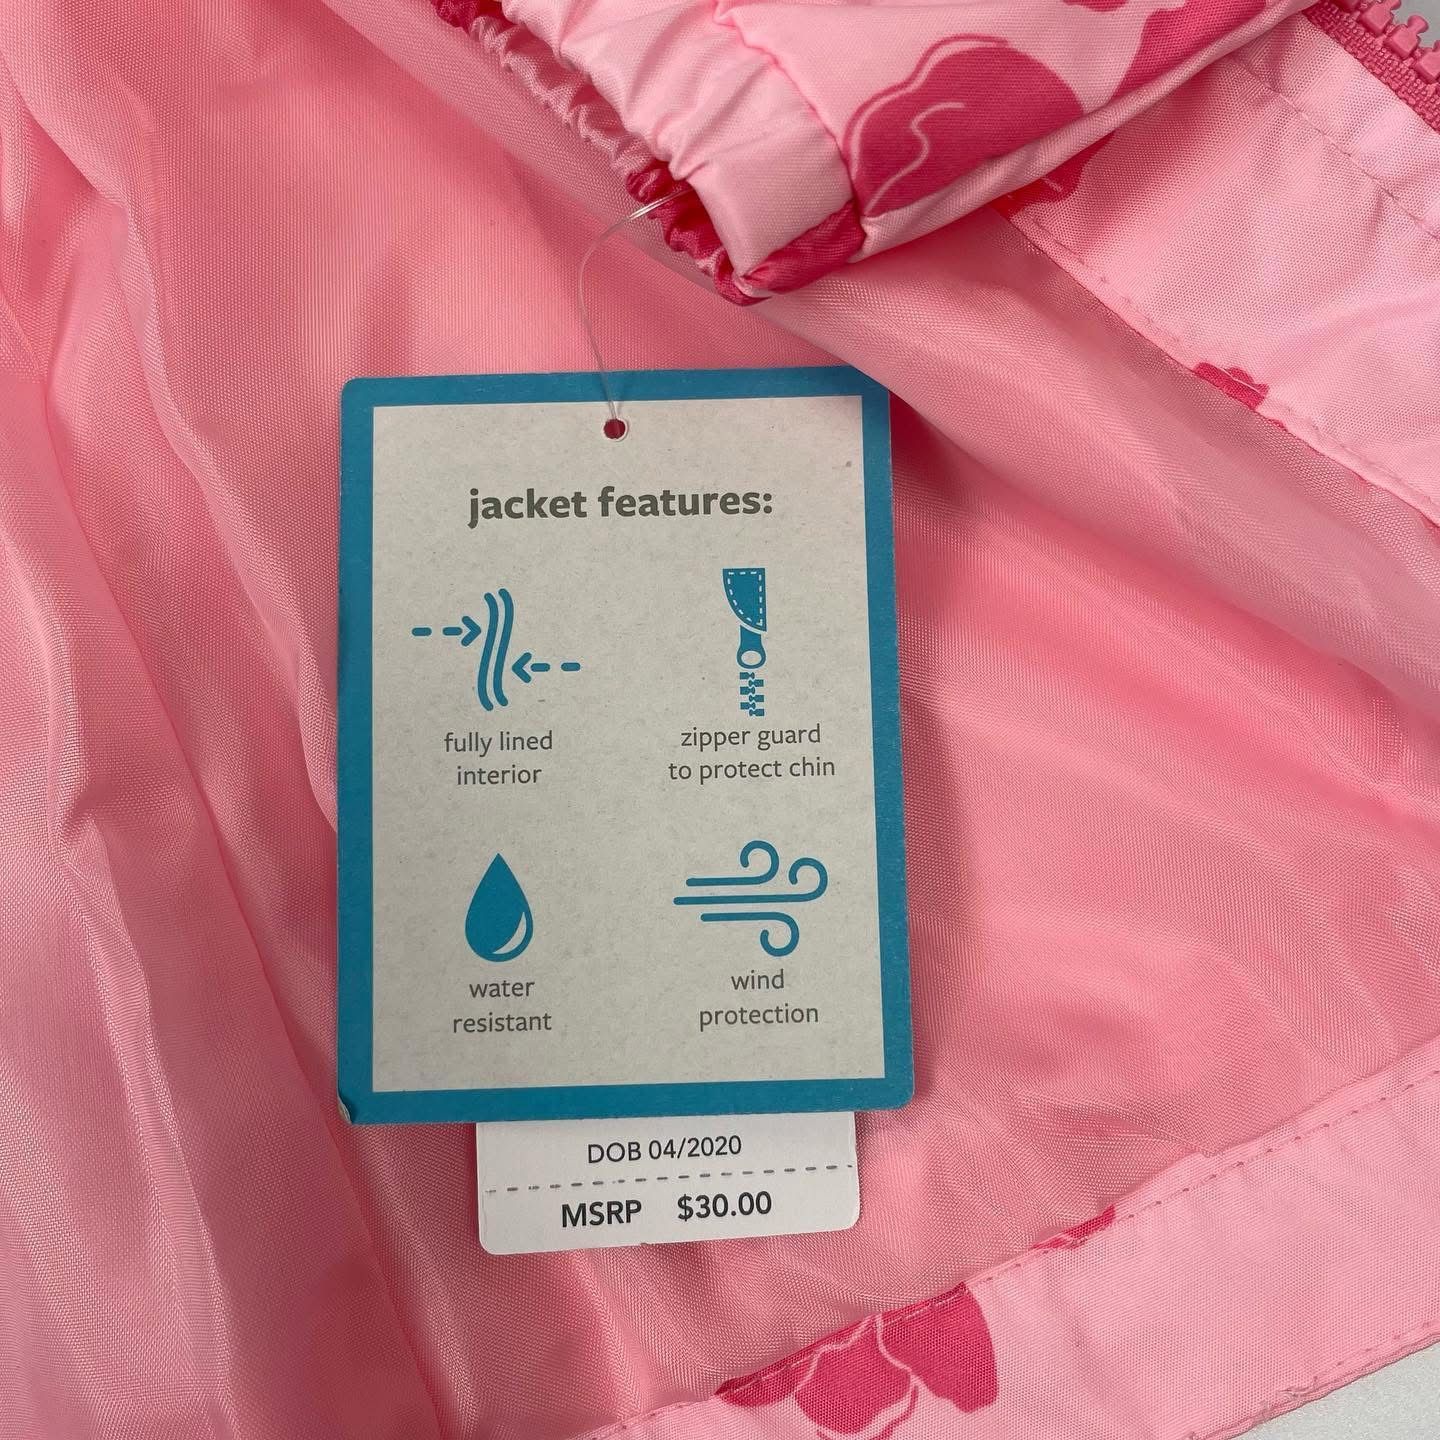 jacket features:
fully lined
interior
zipper guard
to protect chin
water
resistant
wind
protection
DOB 04/2020
MSRP $30.00